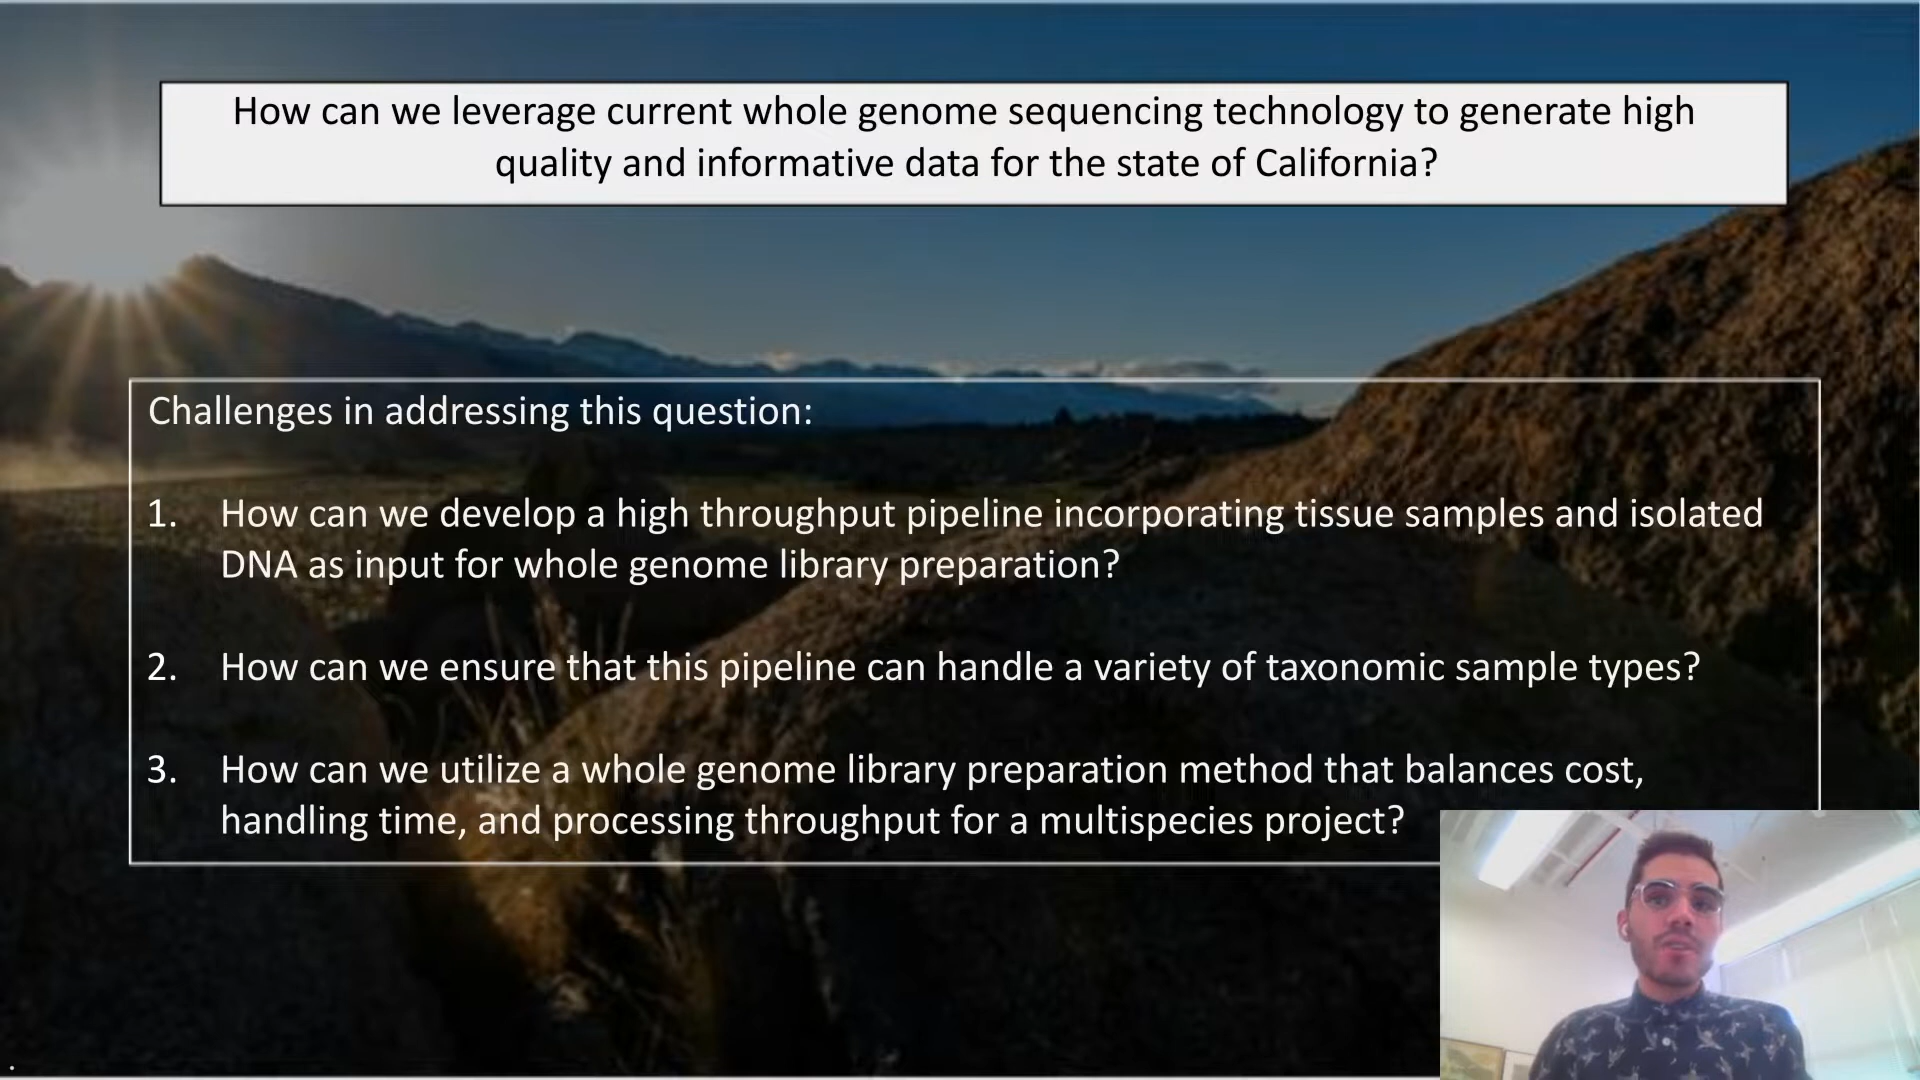 How can we leverage current whole genome sequencing technology to generate high
quality and informative data for the state of California?
Challenges in addressing this question:
1. How can we develop a high throughput pipeline incorporating tissue samples and isolated
DNA as input for whole genome library preparation?
2. How can we ensure that this pipeline can handle a variety of taxonomic sample types?
3. How can we utilize a whole genome library preparation method that balances cost,
handling time, and processing throughput for a multispecies project?